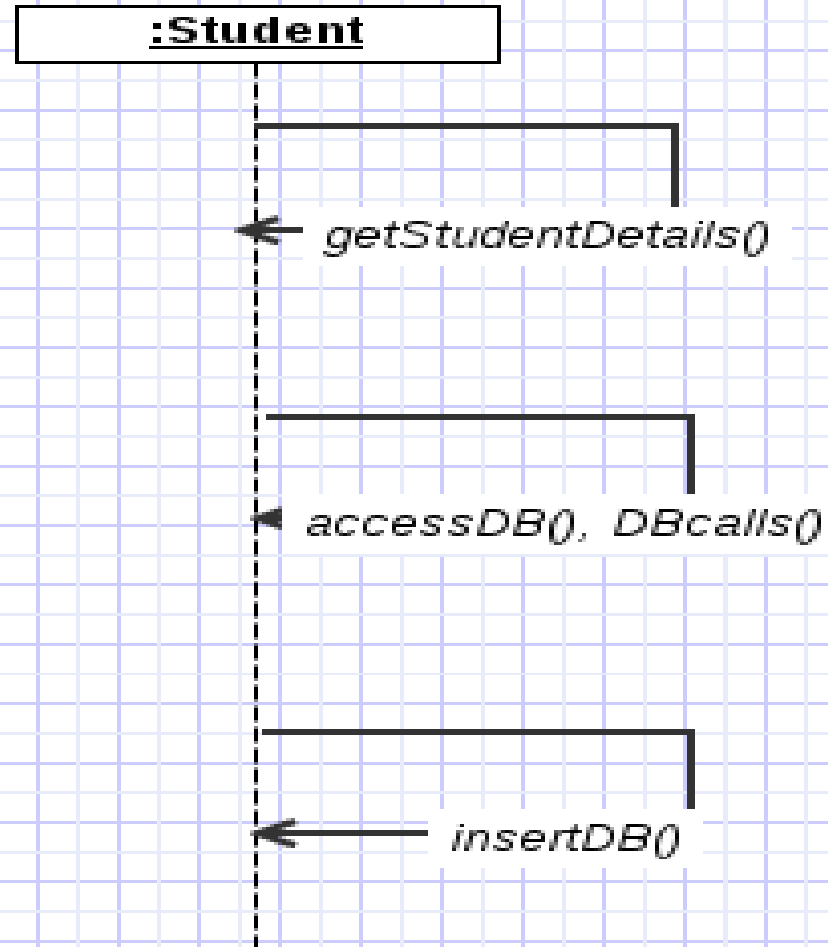 :Student
getStudentDetails()
accessDB(), DBcalls()
insertDB()